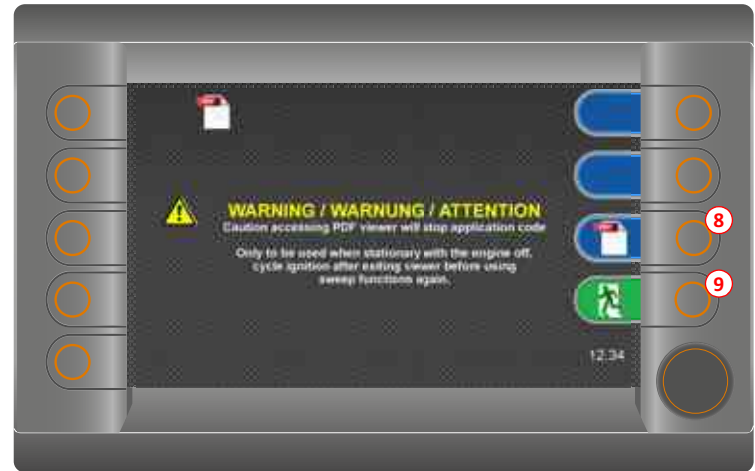 WARNING / WARNUNG / ATTENTION
Caution accessing PDF viewer will stop application code
Only to be used when stationary with the engine off,
cycle ignition after exiting viewer before using
sweep functions again.
8
9
12.34